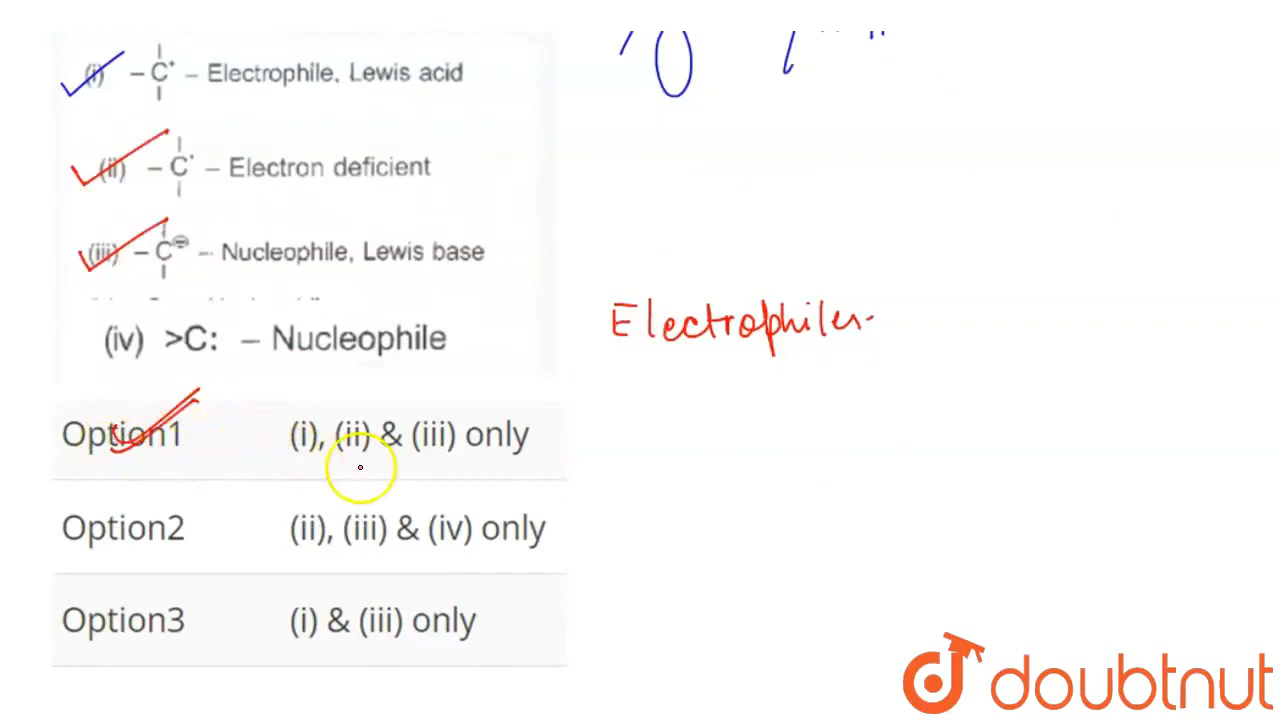 (i) –C⁺ – Electrophile, Lewis acid
(ii) –C• – Electron deficient
(iii) –C⊖ – Nucleophile, Lewis base
(iv) >C: – Nucleophile
Electrophiles.
Option1 (i), (ii) & (iii) only
Option2 (ii), (iii) & (iv) only
Option3 (i) & (iii) only
doubtnut